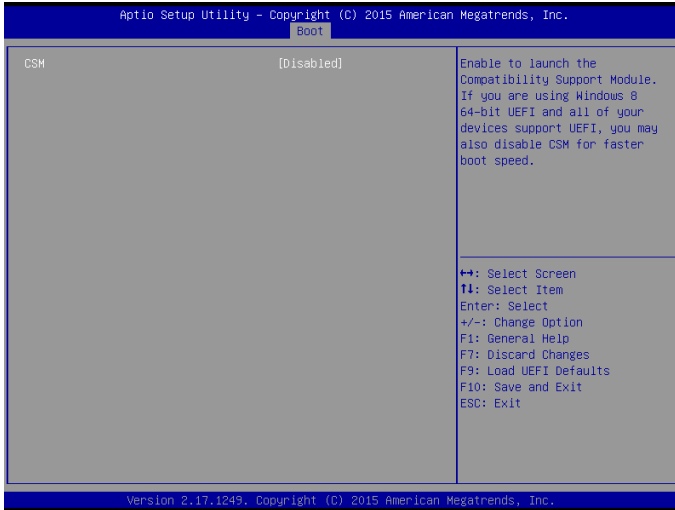 Aptio Setup Utility – Copyright (C) 2015 American Megatrends, Inc.
Boot
CSM [Disabled]
Enable to launch the
Compatibility Support Module.
If you are using Windows 8
64-bit UEFI and all of your
devices support UEFI, you may
also disable CSM for faster
boot speed.
↔: Select Screen
↑↓: Select Item
Enter: Select
+/-: Change Option
F1: General Help
F7: Discard Changes
F9: Load UEFI Defaults
F10: Save and Exit
ESC: Exit
Version 2.17.1249. Copyright (C) 2015 American Megatrends, Inc.